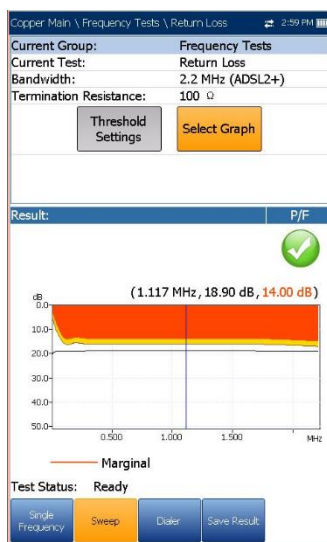 Copper Main \ Frequency Tests \ Return Loss 2:59 PM
Current Group: Frequency Tests
Current Test: Return Loss
Bandwidth: 2.2 MHz (ADSL2+)
Termination Resistance: 100 Ω
Threshold Settings
Select Graph
Result: P/F
(1.117 MHz, 18.90 dB, 14.00 dB)
dB
0.0
10.0
20.0
30.0
40.0
50.0
0.500 1.000 1.500 MHz
Marginal
Test Status: Ready
Single Frequency
Sweep
Dialer
Save Result